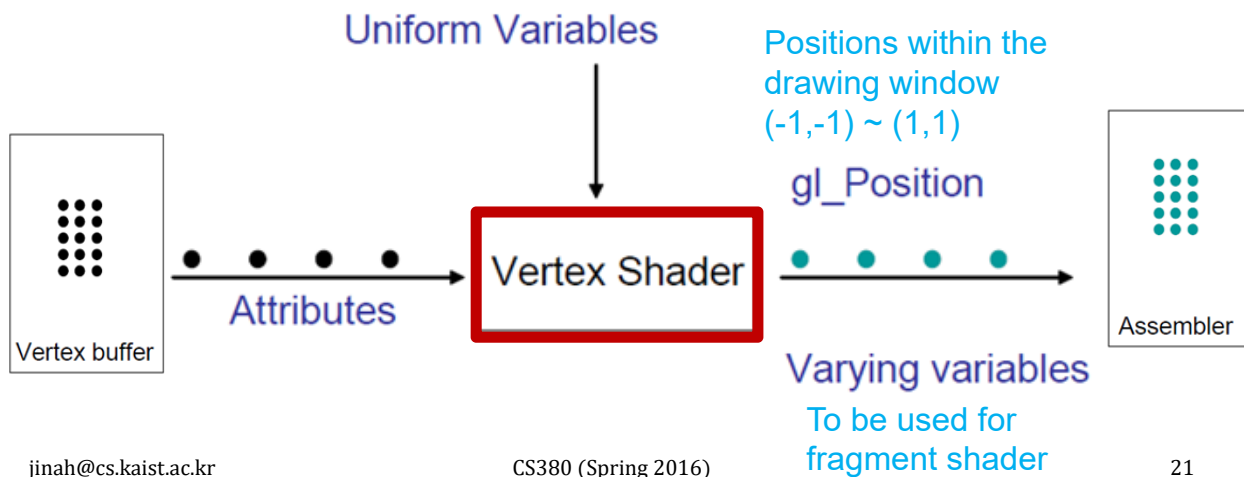 Uniform Variables
Positions within the
drawing window
(-1,-1) ~ (1,1)
gl_Position
Vertex Shader
Attributes
Vertex buffer
Assembler
Varying variables
To be used for
fragment shader
jinah@cs.kaist.ac.kr
CS380 (Spring 2016)
21